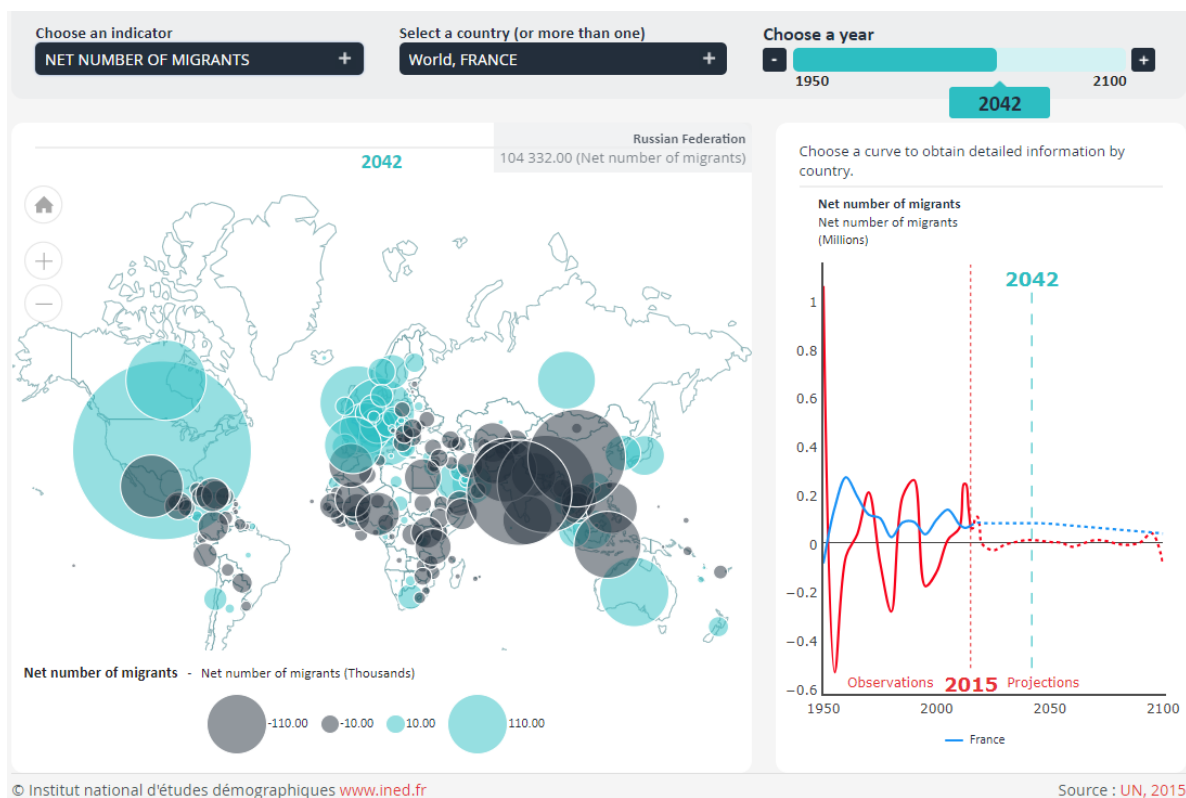 Choose an indicator
NET NUMBER OF MIGRANTS +
Select a country (or more than one)
World, FRANCE +
Choose a year
- +
1950 2100
2042
Russian Federation
104 332.00 (Net number of migrants)
2042
+
−
Net number of migrants - Net number of migrants (Thousands)
-110.00 -10.00 10.00 110.00
Choose a curve to obtain detailed information by
country.
Net number of migrants
Net number of migrants
(Millions)
2042
1
0.8
0.6
0.4
0.2
0
−0.2
−0.4
−0.6
Observations 2015 Projections
1950 2000 2050 2100
France
© Institut national d'études démographiques www.ined.fr
Source : UN, 2015